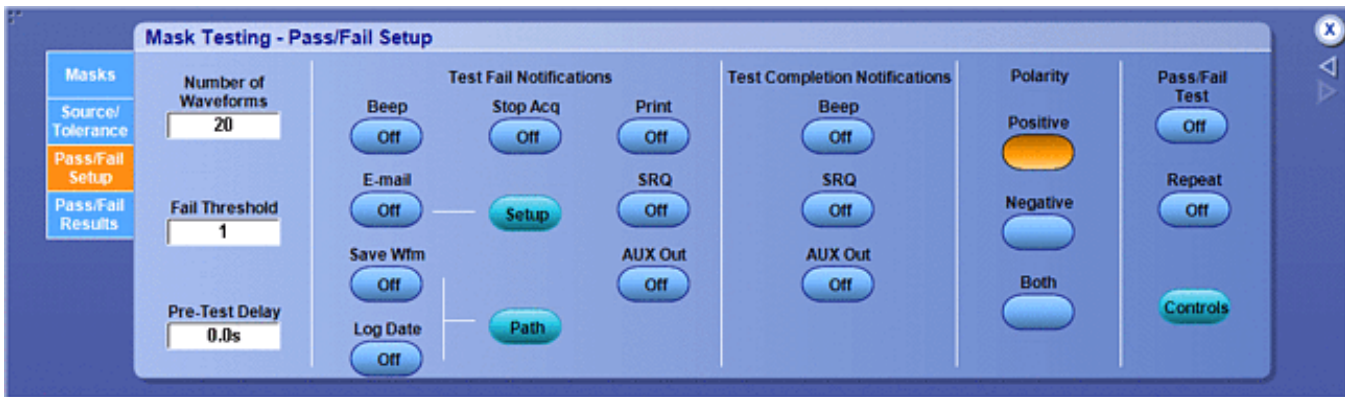 Mask Testing - Pass/Fail Setup
X
Masks
Source/
Tolerance
Pass/Fail
Setup
Pass/Fail
Results
Number of
Waveforms
20
Fail Threshold
1
Pre-Test Delay
0.0s
Test Fail Notifications
Beep
Off
Stop Acq
Off
Print
Off
E-mail
Off
Setup
SRQ
Off
Save Wfm
Off
AUX Out
Off
Path
Log Date
Off
Test Completion Notifications
Beep
Off
SRQ
Off
AUX Out
Off
Polarity
Positive
Negative
Both
Pass/Fail
Test
Off
Repeat
Off
Controls